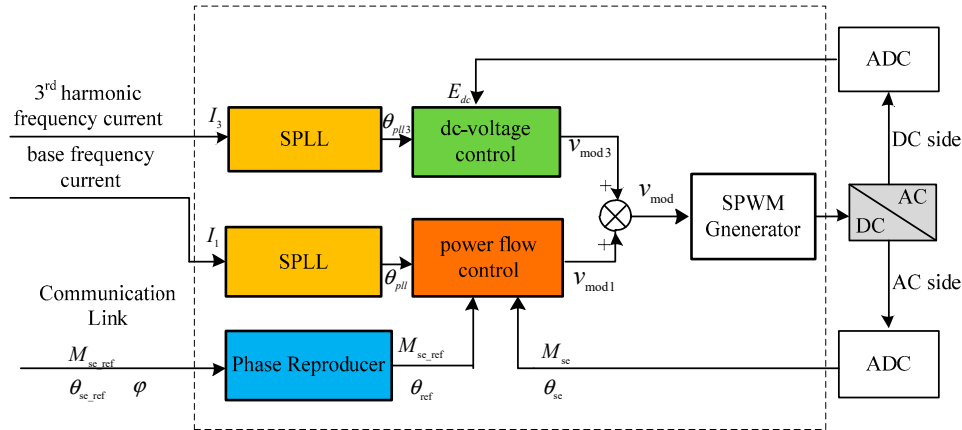 3rd harmonic
frequency current
I3
SPLL
θpll3
Edc
dc-voltage
control
vmod3
ADC
DC side
base frequency
current
I1
SPLL
θpll
power flow
control
vmod1
+
+
vmod
SPWM
Gnenerator
AC
DC
AC side
Communication
Link
Mse_ref
θse_ref φ
Phase Reproducer
Mse_ref
θref
Mse
θse
ADC